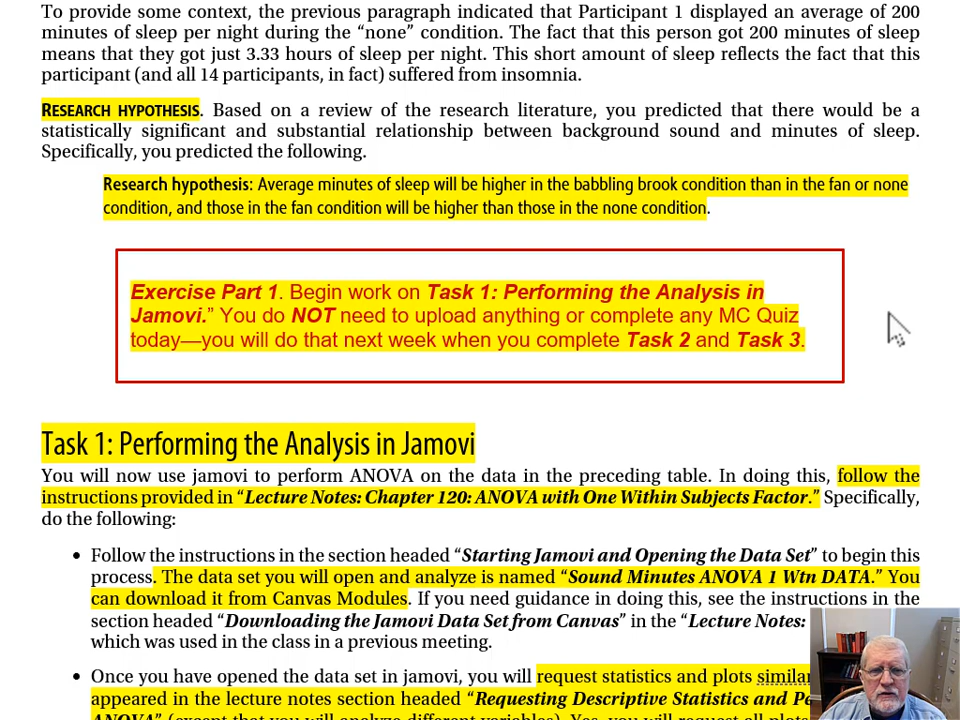 To provide some context, the previous paragraph indicated that Participant 1 displayed an average of 200
minutes of sleep per night during the “none” condition. The fact that this person got 200 minutes of sleep
means that they got just 3.33 hours of sleep per night. This short amount of sleep reflects the fact that this
participant (and all 14 participants, in fact) suffered from insomnia.
RESEARCH HYPOTHESIS. Based on a review of the research literature, you predicted that there would be a
statistically significant and substantial relationship between background sound and minutes of sleep.
Specifically, you predicted the following.
Research hypothesis: Average minutes of sleep will be higher in the babbling brook condition than in the fan or none
condition, and those in the fan condition will be higher than those in the none condition.
Exercise Part 1. Begin work on Task 1: Performing the Analysis in
Jamovi.” You do NOT need to upload anything or complete any MC Quiz
today—you will do that next week when you complete Task 2 and Task 3.
Task 1: Performing the Analysis in Jamovi
You will now use jamovi to perform ANOVA on the data in the preceding table. In doing this, follow the
instructions provided in “Lecture Notes: Chapter 120: ANOVA with One Within Subjects Factor.” Specifically,
do the following:
• Follow the instructions in the section headed “Starting Jamovi and Opening the Data Set” to begin this
process. The data set you will open and analyze is named “Sound Minutes ANOVA 1 Wtn DATA.” You
can download it from Canvas Modules. If you need guidance in doing this, see the instructions in the
section headed “Downloading the Jamovi Data Set from Canvas” in the “Lecture Notes:
which was used in the class in a previous meeting.
• Once you have opened the data set in jamovi, you will request statistics and plots
appeared in the lecture notes section headed “Requesting Descriptive Statistics and
ANOVA” (except that you will analyze different variables). Yes, you will request all